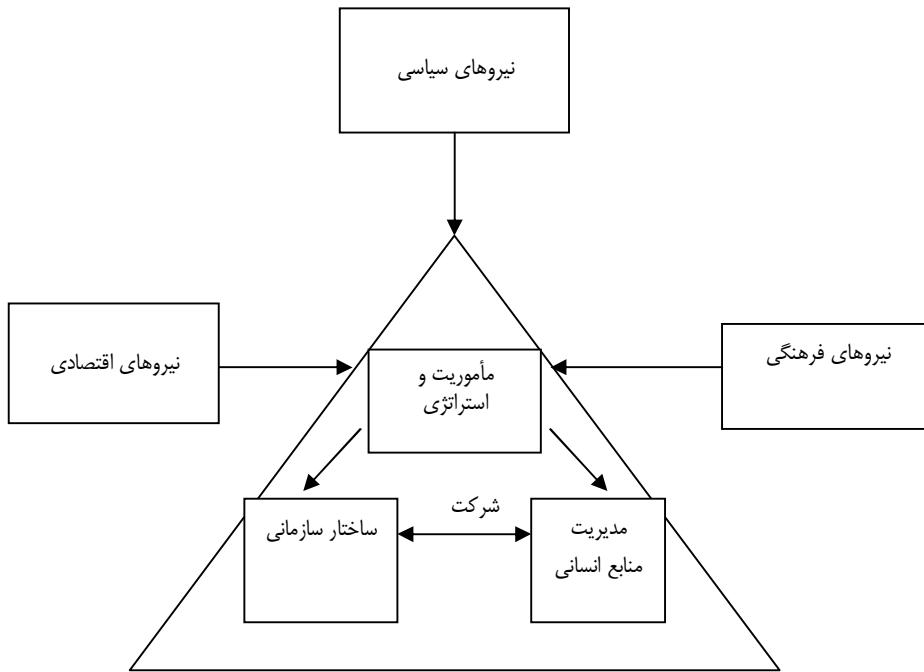 نیروهای سیاسی
نیروهای فرهنگی
نیروهای اقتصادی
مأموریت و
استراتژی
شرکت
مدیریت
منابع انسانی
ساختار سازمانی